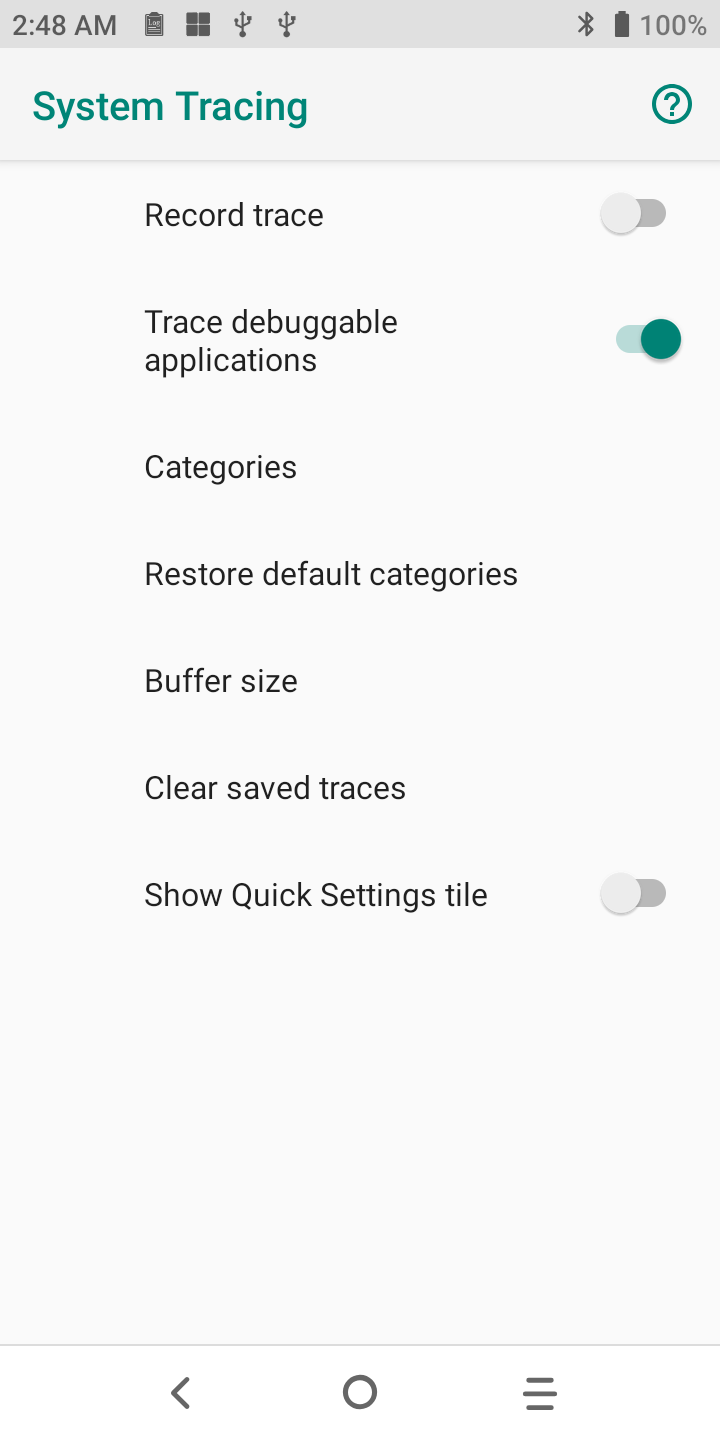 2:48 AM 100%
System Tracing
Record trace
Trace debuggable
applications
Categories
Restore default categories
Buffer size
Clear saved traces
Show Quick Settings tile